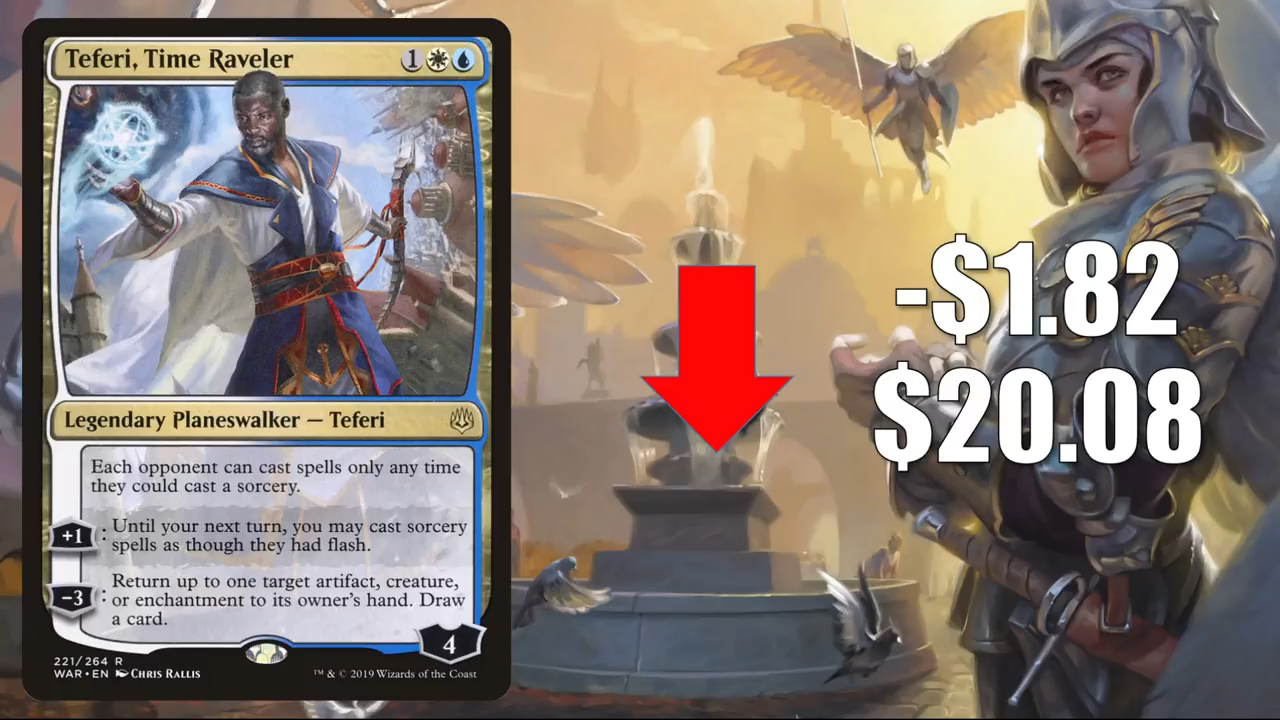 Teferi, Time Raveler 1
Legendary Planeswalker — Teferi
Each opponent can cast spells only any time
they could cast a sorcery.
+1 : Until your next turn, you may cast sorcery
spells as though they had flash.
−3 : Return up to one target artifact, creature,
or enchantment to its owner's hand. Draw
a card.
4
221/264 R
WAR • EN Chris Rallis
™ & © 2019 Wizards of the Coast
-$1.82
$20.08